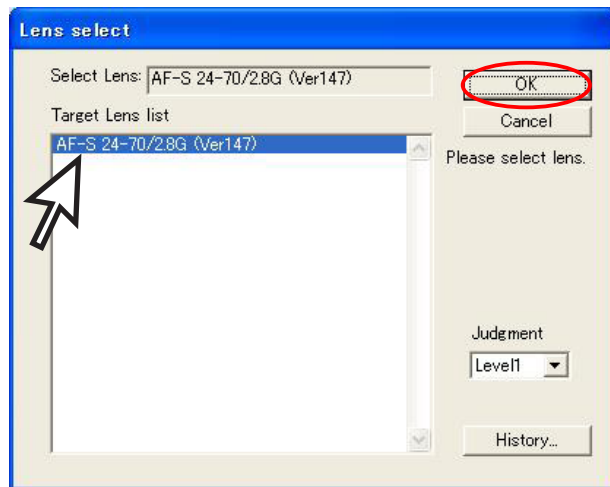 Lens select
Select Lens: AF-S 24-70/2.8G (Ver147)
Target Lens list
AF-S 24-70/2.8G (Ver147)
OK
Cancel
Please select lens.
Judgment
Level1
History...